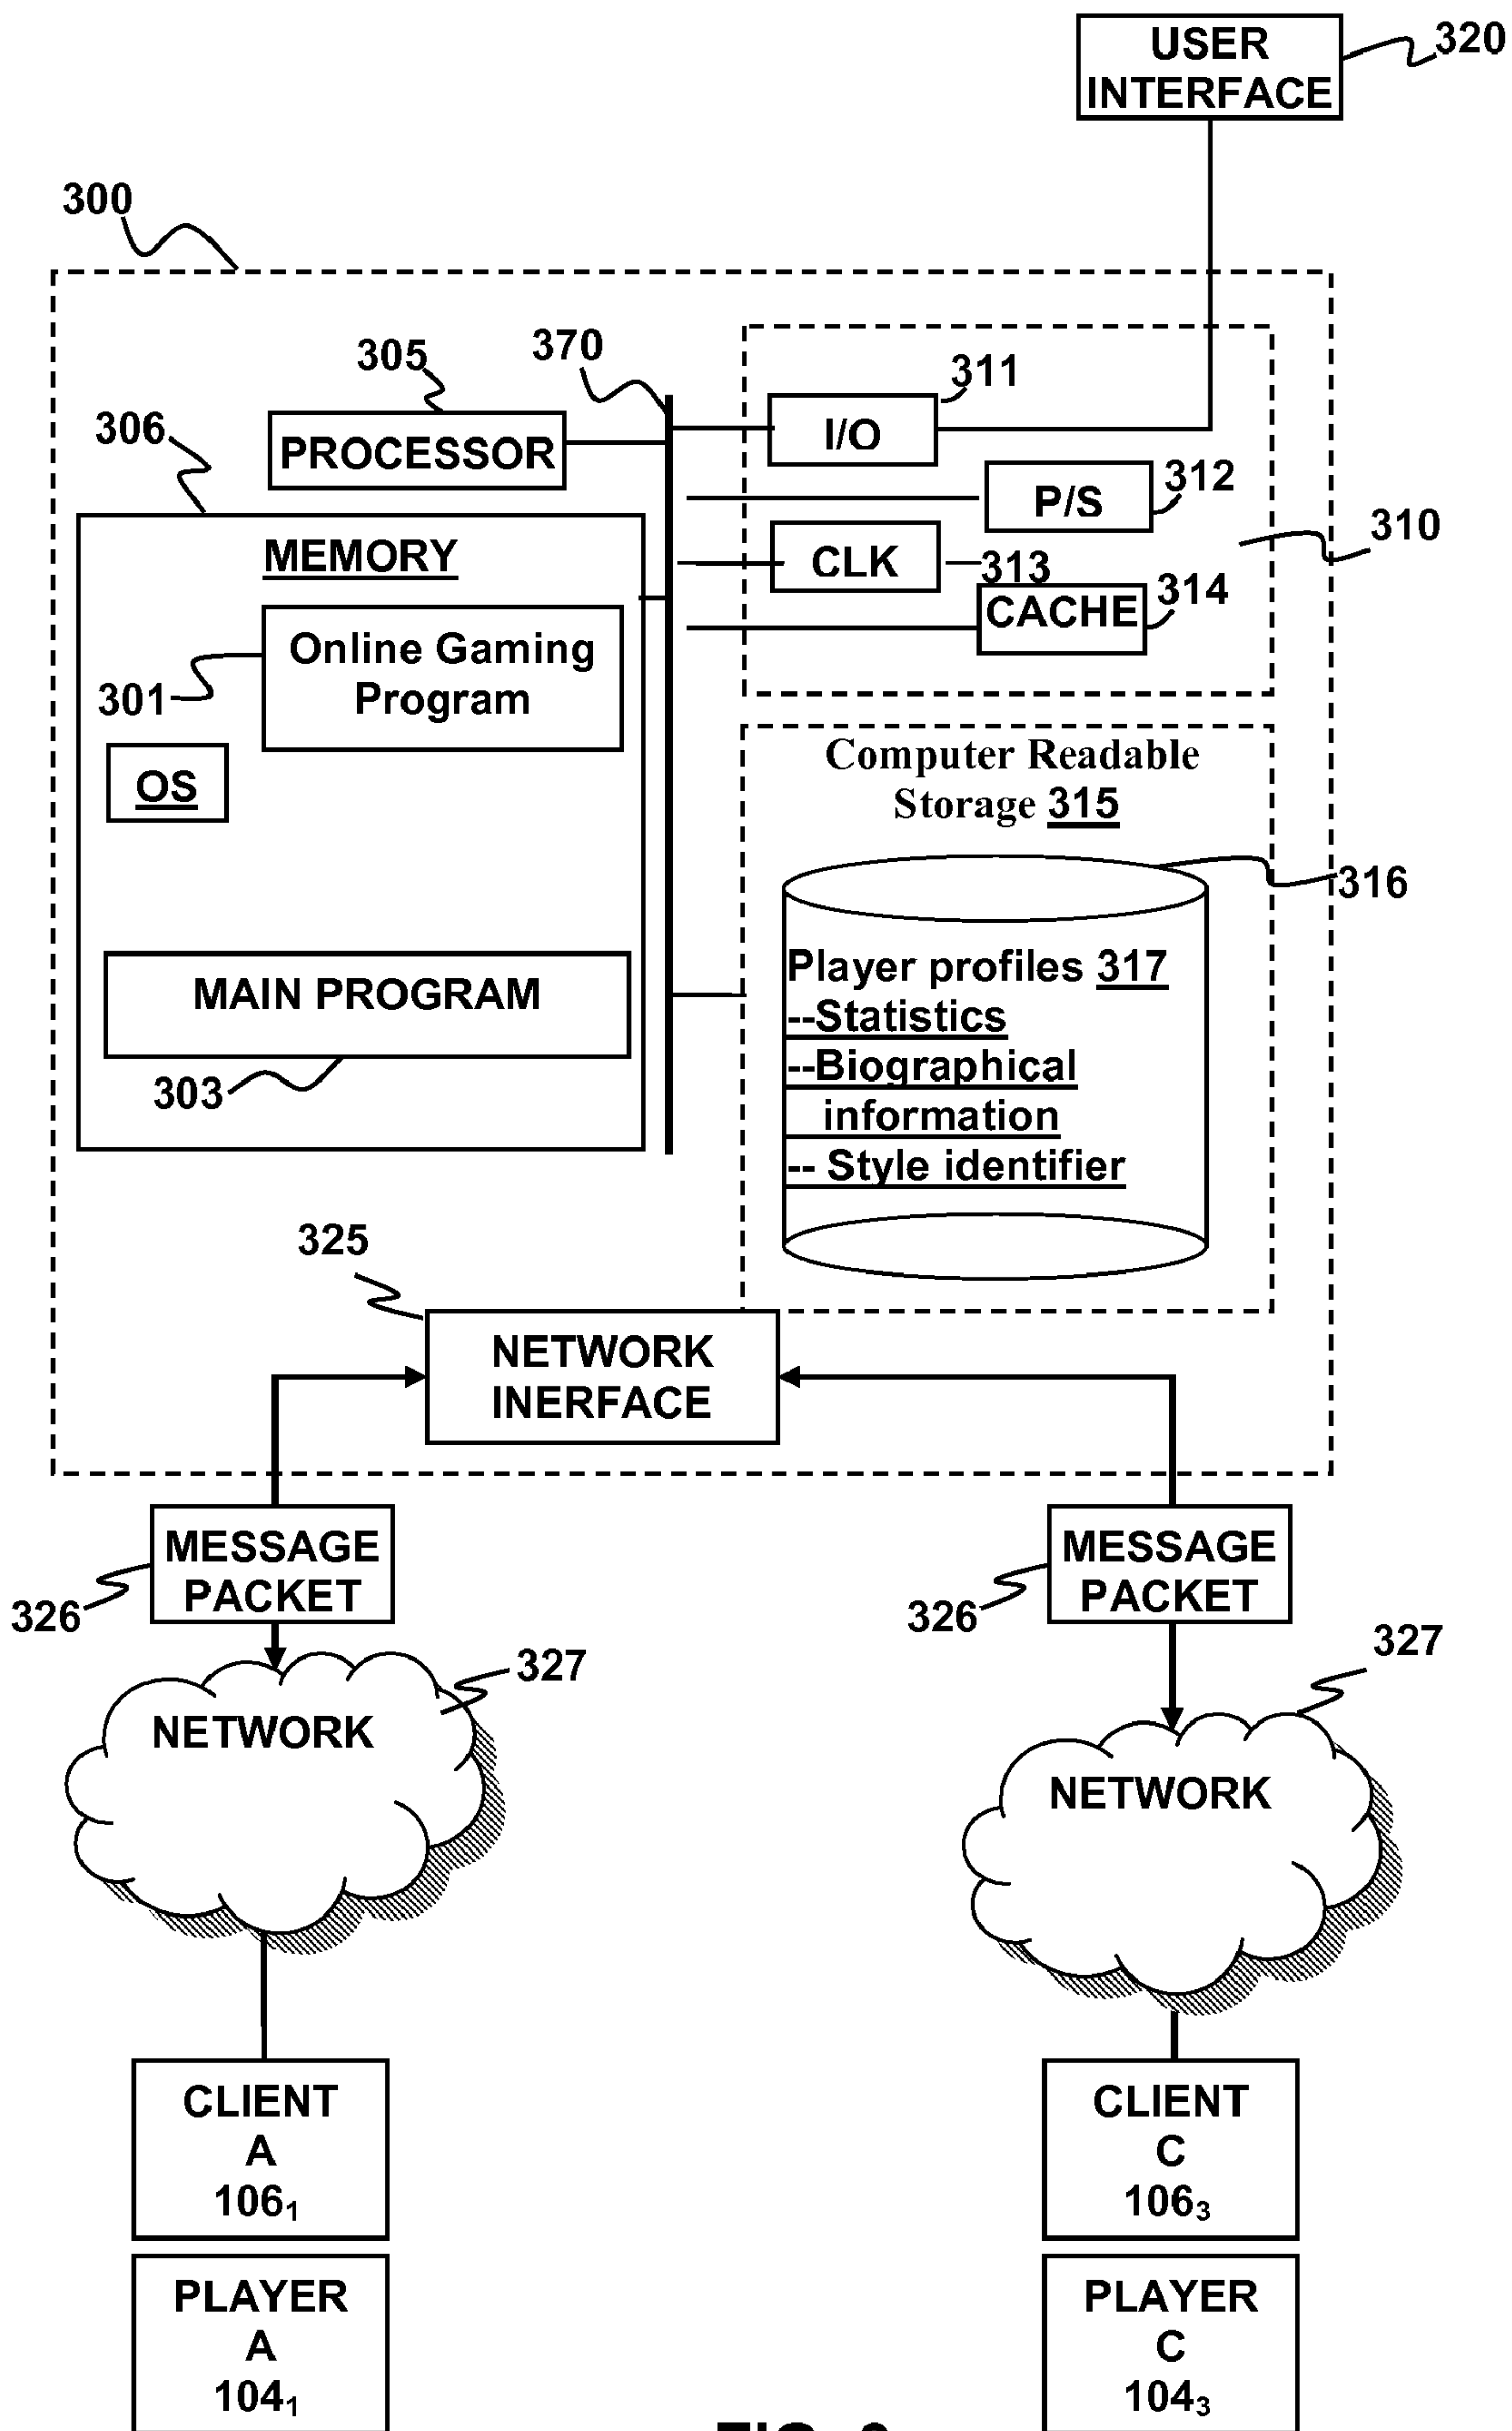 USER
INTERFACE
320
300
305
370
311
306
PROCESSOR
I/O
312
P/S
310
MEMORY
CLK
313
314
CACHE
Online Gaming
Program
301
OS
Computer Readable
Storage 315
316
Player profiles 317
--Statistics
--Biographical
information
-- Style identifier
MAIN PROGRAM
303
325
NETWORK
INERFACE
MESSAGE
PACKET
326
MESSAGE
PACKET
326
327
NETWORK
327
NETWORK
CLIENT
A
106₁
CLIENT
C
106₃
PLAYER
A
104₁
PLAYER
C
104₃